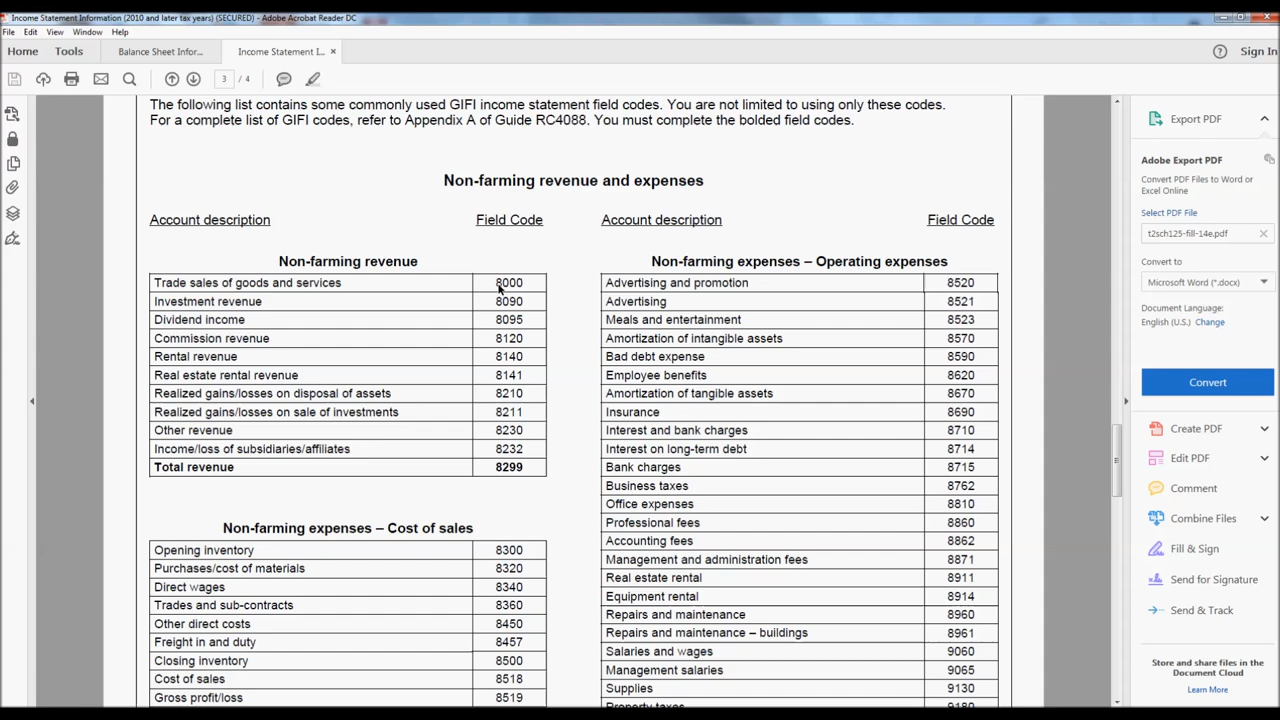 Income Statement Information (2010 and later tax years) (SECURED) - Adobe Acrobat Reader DC
File Edit View Window Help
Home Tools Balance Sheet Infor... Income Statement I... ×
? Sign In
3 / 4
The following list contains some commonly used GIFI income statement field codes. You are not limited to using only these codes.
For a complete list of GIFI codes, refer to Appendix A of Guide RC4088. You must complete the bolded field codes.
Non-farming revenue and expenses
Account description Field Code
Non-farming revenue
Trade sales of goods and services 8000
Investment revenue 8090
Dividend income 8095
Commission revenue 8120
Rental revenue 8140
Real estate rental revenue 8141
Realized gains/losses on disposal of assets 8210
Realized gains/losses on sale of investments 8211
Other revenue 8230
Income/loss of subsidiaries/affiliates 8232
Total revenue 8299
Non-farming expenses – Cost of sales
Opening inventory 8300
Purchases/cost of materials 8320
Direct wages 8340
Trades and sub-contracts 8360
Other direct costs 8450
Freight in and duty 8457
Closing inventory 8500
Cost of sales 8518
Gross profit/loss 8519
Account description Field Code
Non-farming expenses – Operating expenses
Advertising and promotion 8520
Advertising 8521
Meals and entertainment 8523
Amortization of intangible assets 8570
Bad debt expense 8590
Employee benefits 8620
Amortization of tangible assets 8670
Insurance 8690
Interest and bank charges 8710
Interest on long-term debt 8714
Bank charges 8715
Business taxes 8762
Office expenses 8810
Professional fees 8860
Accounting fees 8862
Management and administration fees 8871
Real estate rental 8911
Equipment rental 8914
Repairs and maintenance 8960
Repairs and maintenance – buildings 8961
Salaries and wages 9060
Management salaries 9065
Supplies 9130
Property taxes 9180
Export PDF
Adobe Export PDF
Convert PDF Files to Word or
Excel Online
Select PDF File
t2sch125-fill-14e.pdf
Convert to
Microsoft Word (*.docx)
Document Language:
English (U.S.) Change
Convert
Create PDF
Edit PDF
Comment
Combine Files
Fill & Sign
Send for Signature
Send & Track
Store and share files in the
Document Cloud
Learn More